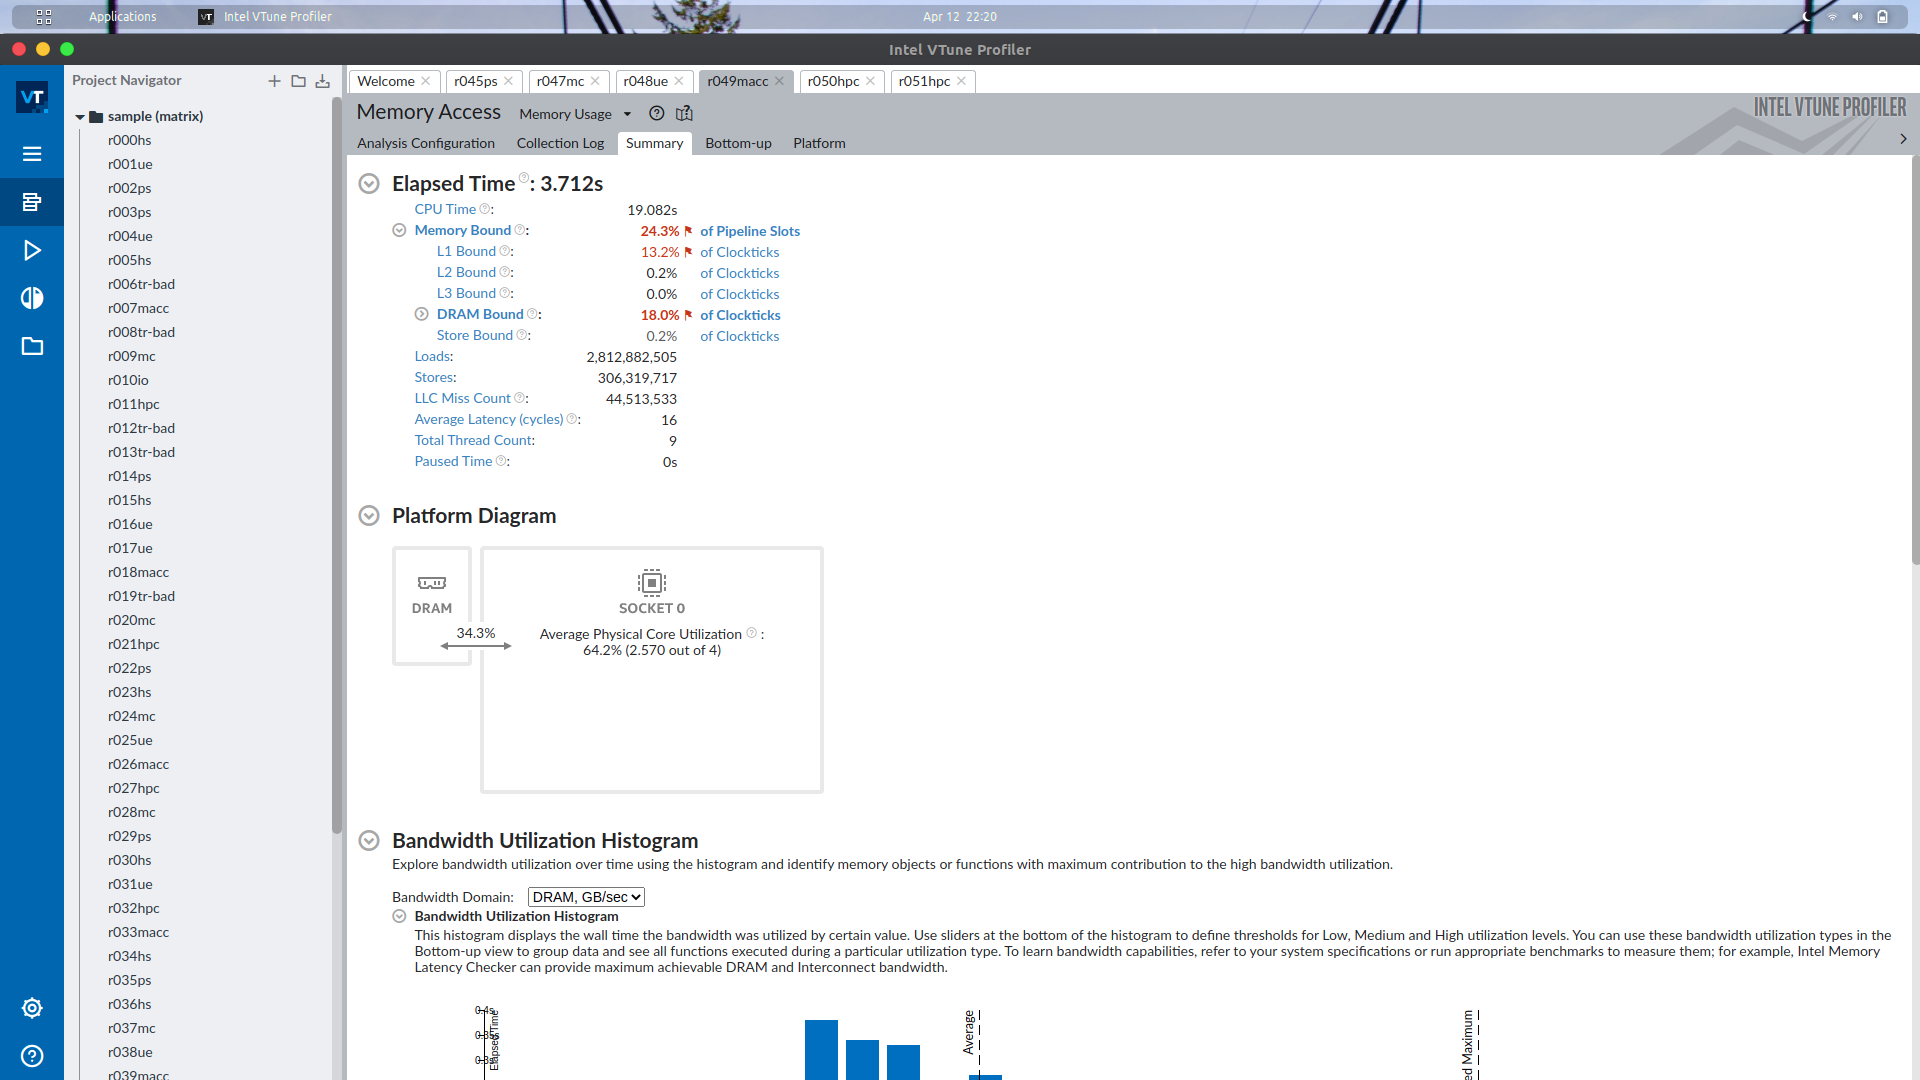 Applications
VT Intel VTune Profiler
Apr 12 22:20
Intel VTune Profiler
VT
Project Navigator
sample (matrix)
r000hs
r001ue
r002ps
r003ps
r004ue
r005hs
r006tr-bad
r007macc
r008tr-bad
r009mc
r010io
r011hpc
r012tr-bad
r013tr-bad
r014ps
r015hs
r016ue
r017ue
r018macc
r019tr-bad
r020mc
r021hpc
r022ps
r023hs
r024mc
r025ue
r026macc
r027hpc
r028mc
r029ps
r030hs
r031ue
r032hpc
r033macc
r034hs
r035ps
r036hs
r037mc
r038ue
r039macc
Welcome r045ps r047mc r048ue r049macc r050hpc r051hpc
Memory Access Memory Usage
INTEL VTUNE PROFILER
Analysis Configuration Collection Log Summary Bottom-up Platform
Elapsed Time : 3.712s
CPU Time : 19.082s
Memory Bound : 24.3% of Pipeline Slots
L1 Bound : 13.2% of Clockticks
L2 Bound : 0.2% of Clockticks
L3 Bound : 0.0% of Clockticks
DRAM Bound : 18.0% of Clockticks
Store Bound : 0.2% of Clockticks
Loads: 2,812,882,505
Stores: 306,319,717
LLC Miss Count : 44,513,533
Average Latency (cycles) : 16
Total Thread Count: 9
Paused Time : 0s
Platform Diagram
DRAM
34.3%
SOCKET 0
Average Physical Core Utilization :
64.2% (2.570 out of 4)
Bandwidth Utilization Histogram
Explore bandwidth utilization over time using the histogram and identify memory objects or functions with maximum contribution to the high bandwidth utilization.
Bandwidth Domain: DRAM, GB/sec
Bandwidth Utilization Histogram
This histogram displays the wall time the bandwidth was utilized by certain value. Use sliders at the bottom of the histogram to define thresholds for Low, Medium and High utilization levels. You can use these bandwidth utilization types in the
Bottom-up view to group data and see all functions executed during a particular utilization type. To learn bandwidth capabilities, refer to your system specifications or run appropriate benchmarks to measure them; for example, Intel Memory
Latency Checker can provide maximum achievable DRAM and Interconnect bandwidth.
0.4s
0.35s
0.3s
Elapsed Time
Average
ed Maximum